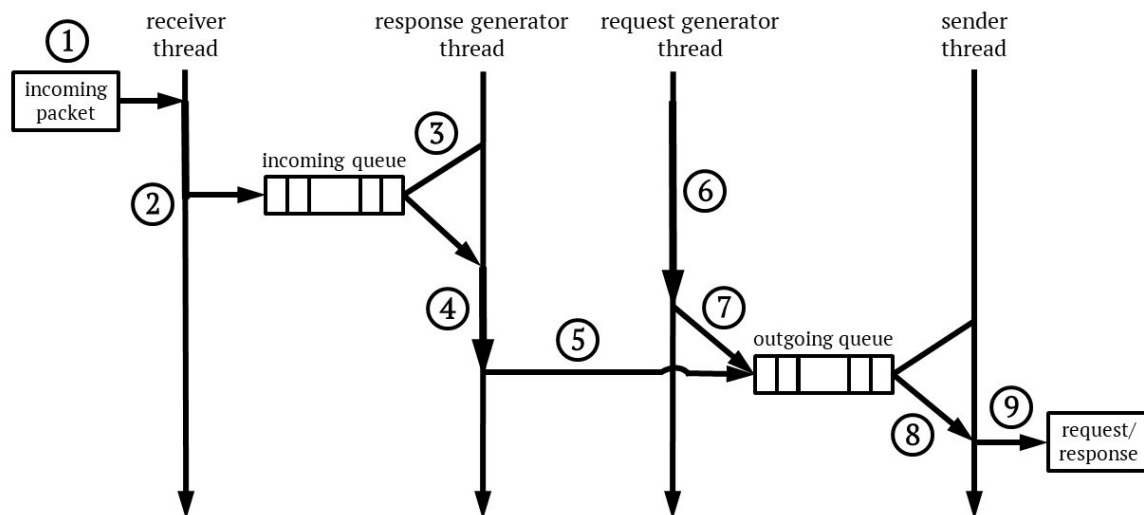 receiver
thread
response generator
thread
request generator
thread
sender
thread
1
incoming
packet
3
incoming queue
2
6
4
7
5
outgoing queue
9
8
request/
response